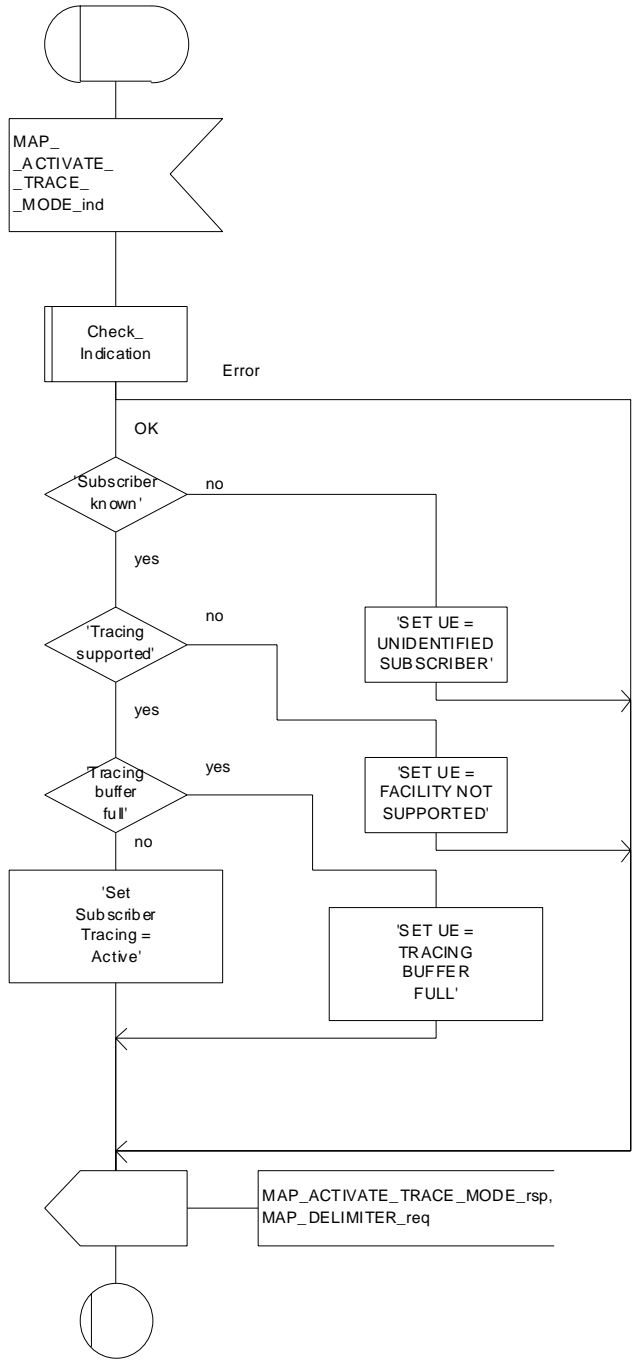 MAP_
_ACTIVATE_
_TRACE_
_MODE_ind
Check_
Indication
Error
OK
'Subscriber
known'
no
yes
'Tracing
supported'
no
'SET UE =
UNIDENTIFIED
SUBSCRIBER'
yes
'Tracing
buffer
full'
yes
'SET UE =
FACILITY NOT
SUPPORTED'
no
'Set
Subscriber
Tracing =
Active'
'SET UE =
TRACING
BUFFER
FULL'
MAP_ACTIVATE_TRACE_MODE_rsp,
MAP_DELIMITER_req